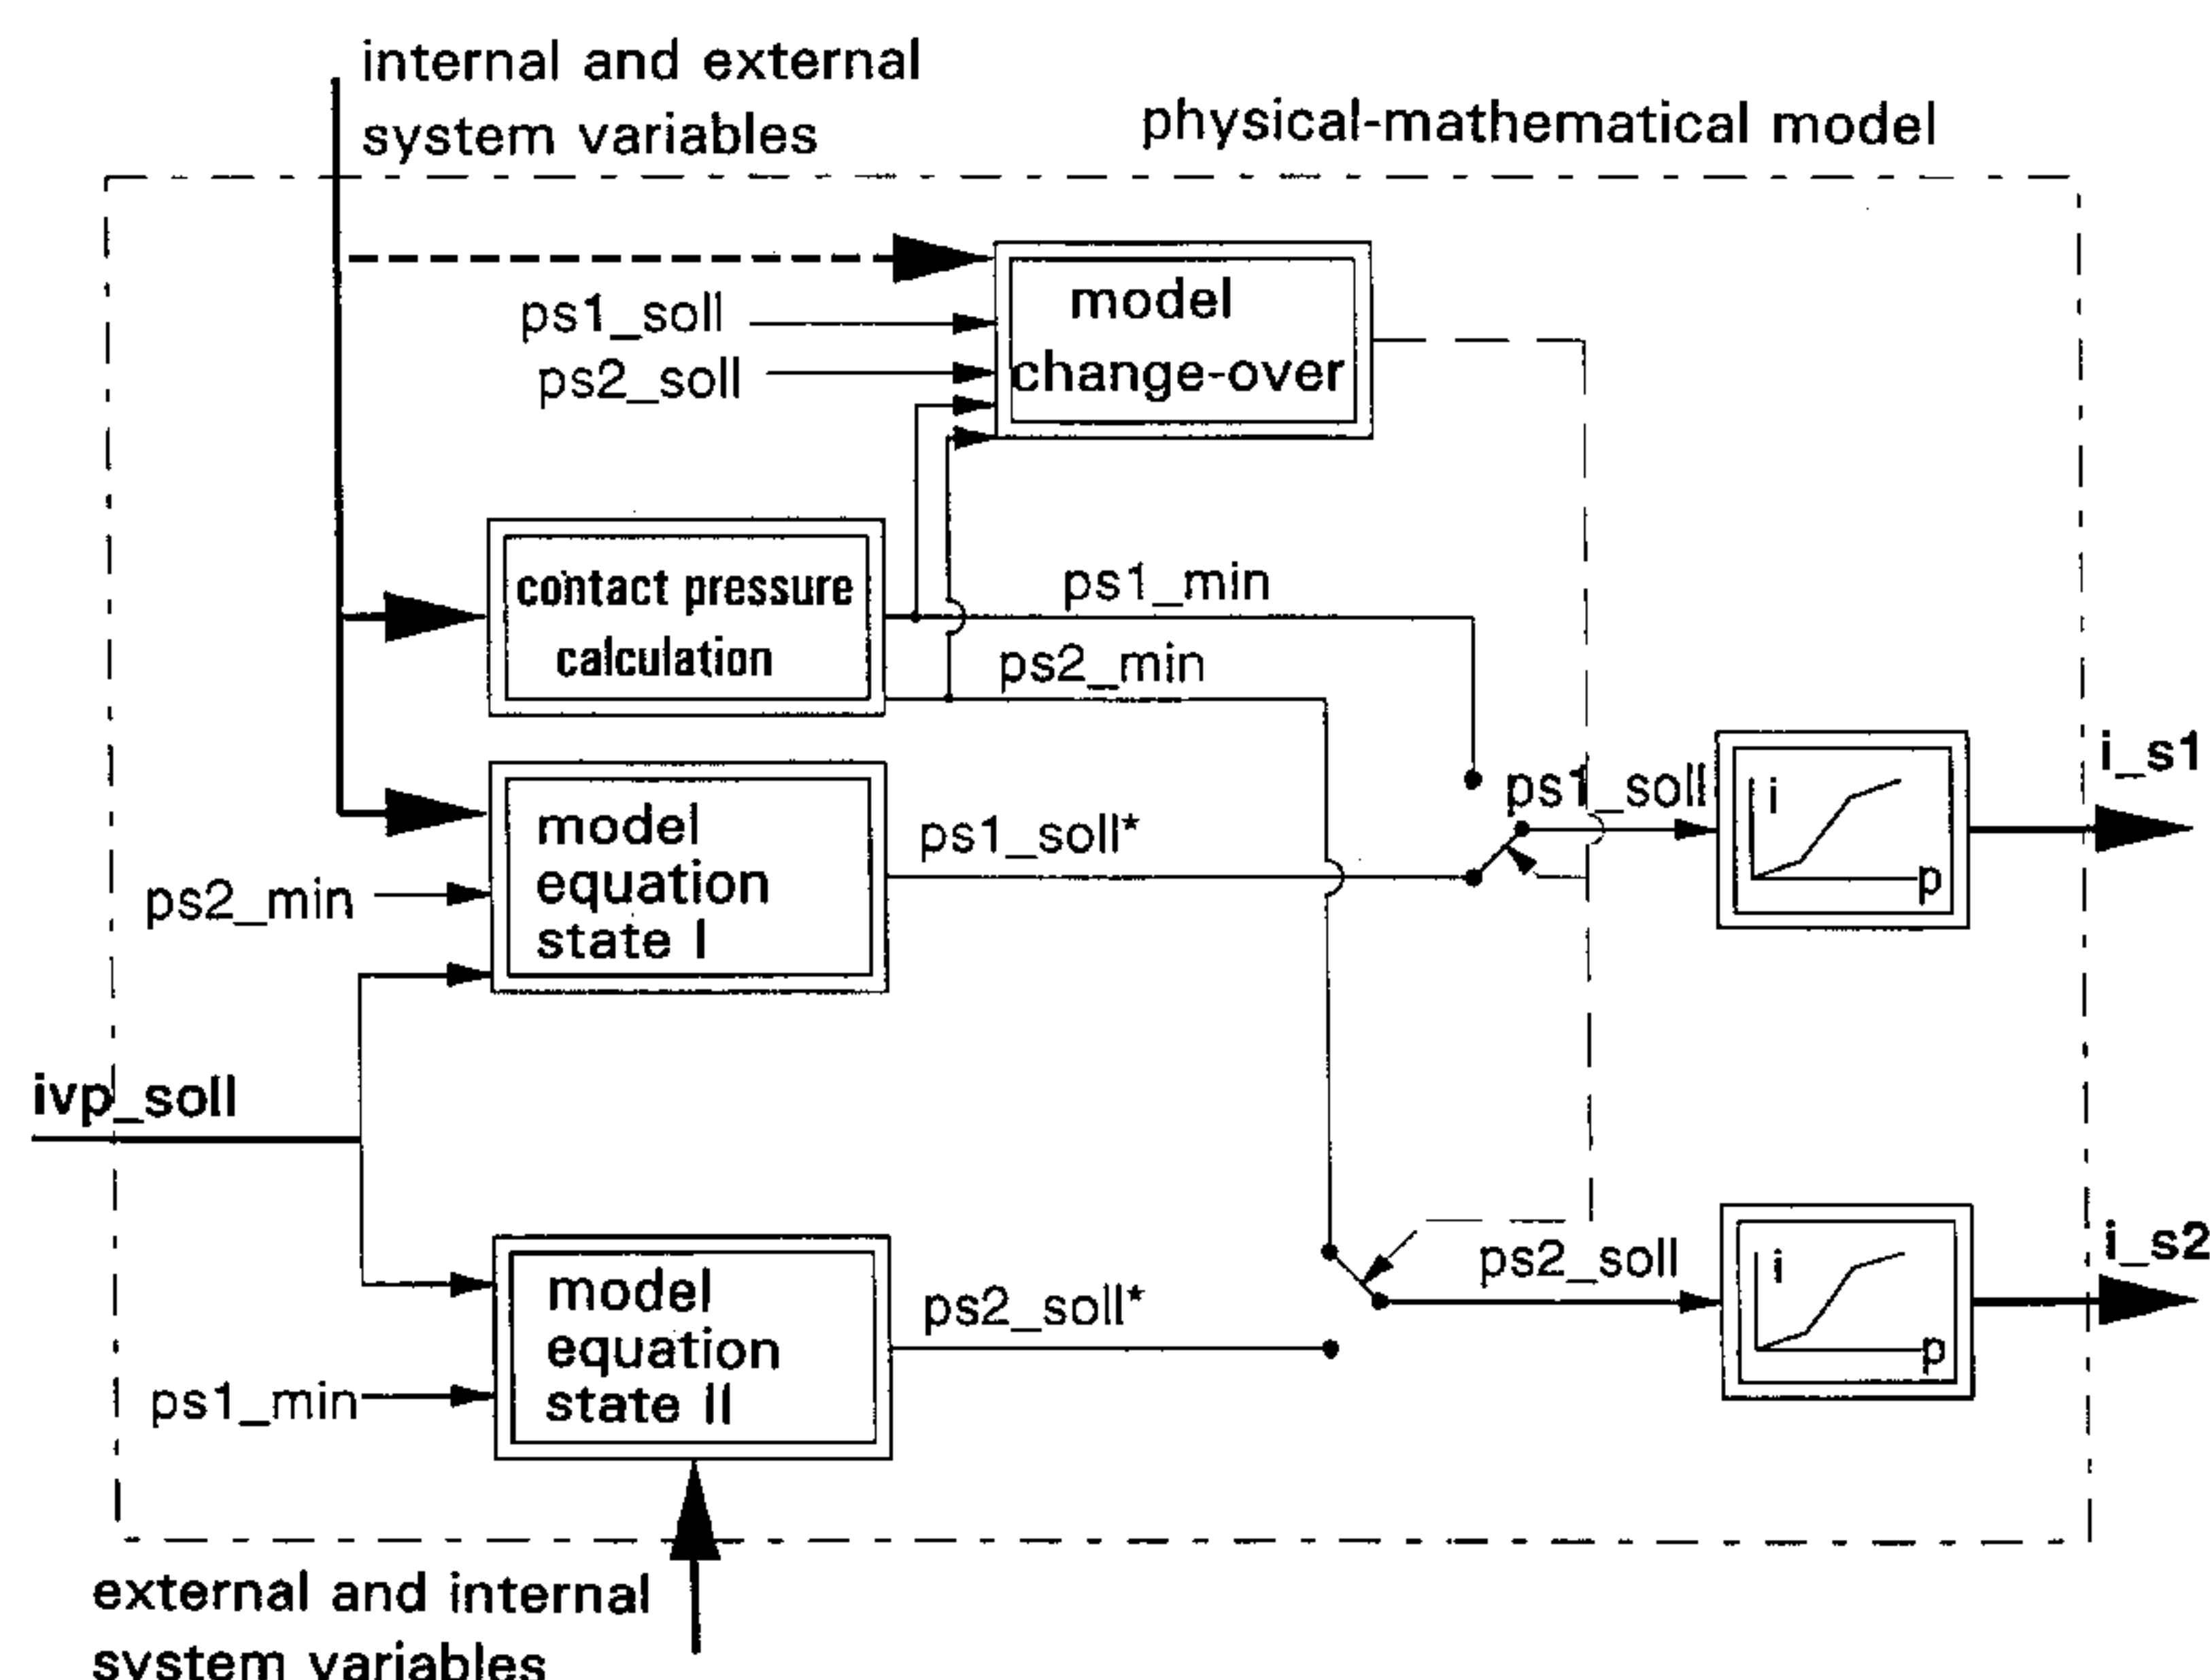 internal and external
system variables
physical-mathematical model
ps1_soll
ps2_soll
model
change-over
contact pressure
calculation
ps1_min
ps2_min
model
equation
state I
ps2_min
ps1_soll*
ps1_soll
i
p
i_s1
ivp_soll
model
equation
state II
ps1_min
ps2_soll*
ps2_soll
i
p
i_s2
external and internal
system variables